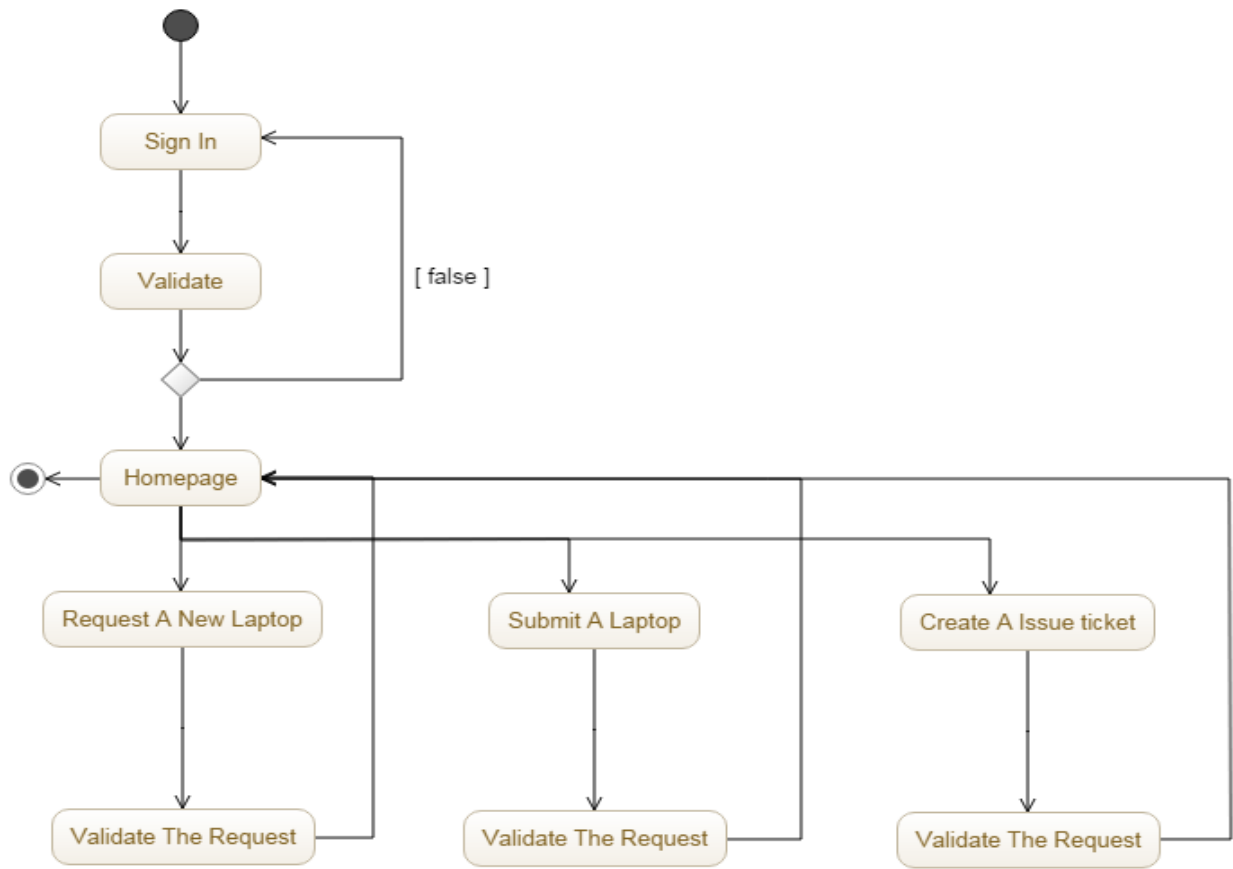 Sign In
Validate
[ false ]
Homepage
Request A New Laptop
Submit A Laptop
Create A Issue ticket
Validate The Request
Validate The Request
Validate The Request